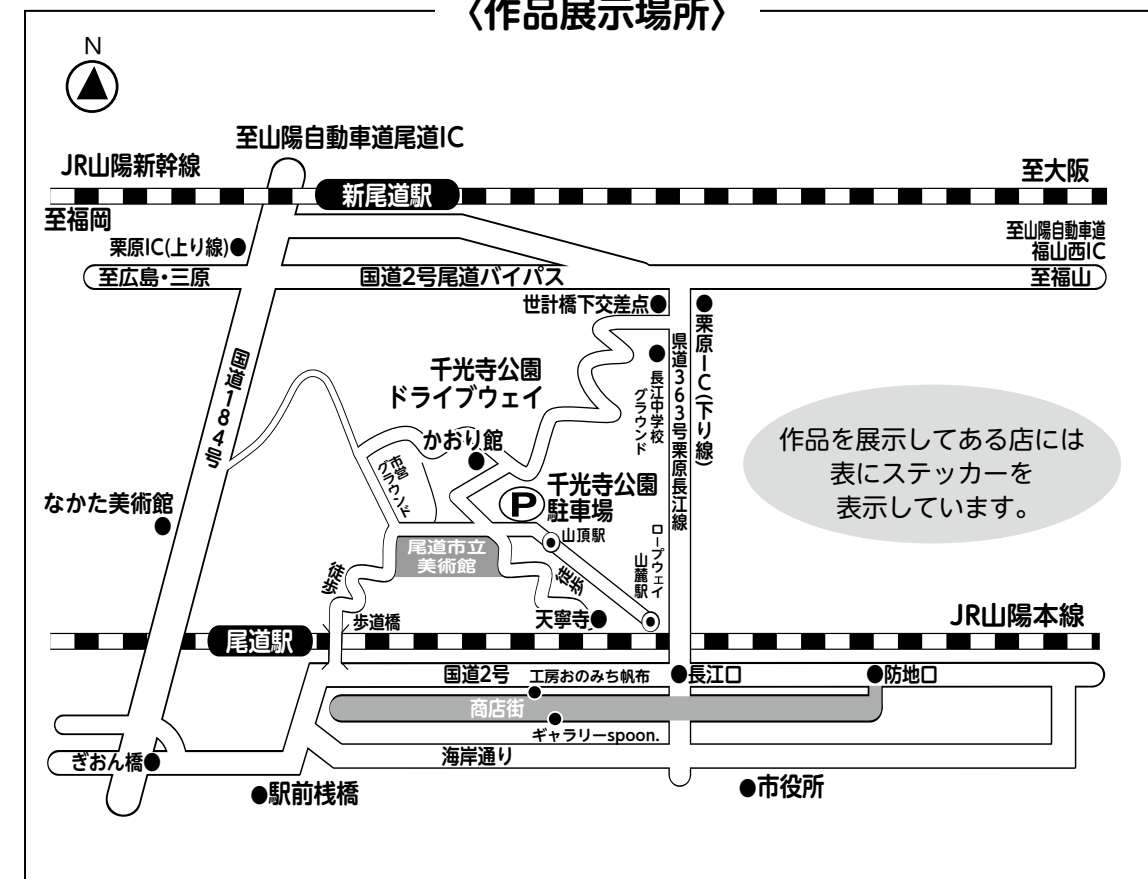 〈作品展示場所〉
N
至山陽自動車道尾道IC
JR山陽新幹線
至大阪
新尾道駅
至福岡
至山陽自動車道
福山西IC
栗原IC(上り線)
至広島・三原
国道2号尾道バイパス
至福山
世計橋下交差点
栗原IC(下り線)
県道363号栗原長江線
国道184号
千光寺公園
ドライブウェイ
長江中学校
グラウンド
かおり館
市営
グラウンド
作品を展示してある店には
表にステッカーを
表示しています。
なかた美術館
P
千光寺公園
駐車場
山頂駅
ロープウェイ
山麓駅
尾道市立
美術館
徒歩
徒歩
歩道橋
天寧寺
JR山陽本線
尾道駅
国道2号
工房おのみち帆布
長江口
防地口
商店街
ギャラリーspoon.
海岸通り
ぎおん橋
駅前桟橋
市役所